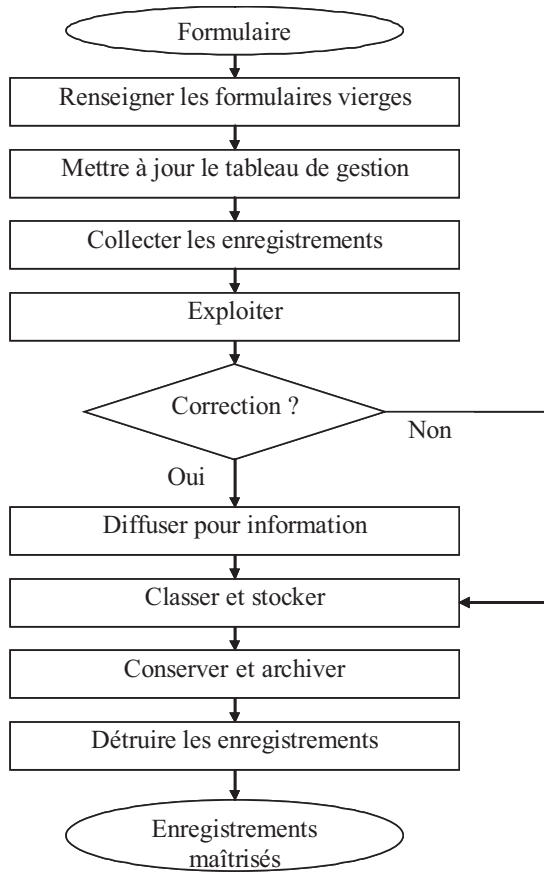 Formulaire
Renseigner les formulaires vierges
Mettre à jour le tableau de gestion
Collecter les enregistrements
Exploiter
Correction ?
Non
Oui
Diffuser pour information
Classer et stocker
Conserver et archiver
Détruire les enregistrements
Enregistrements
maîtrisés